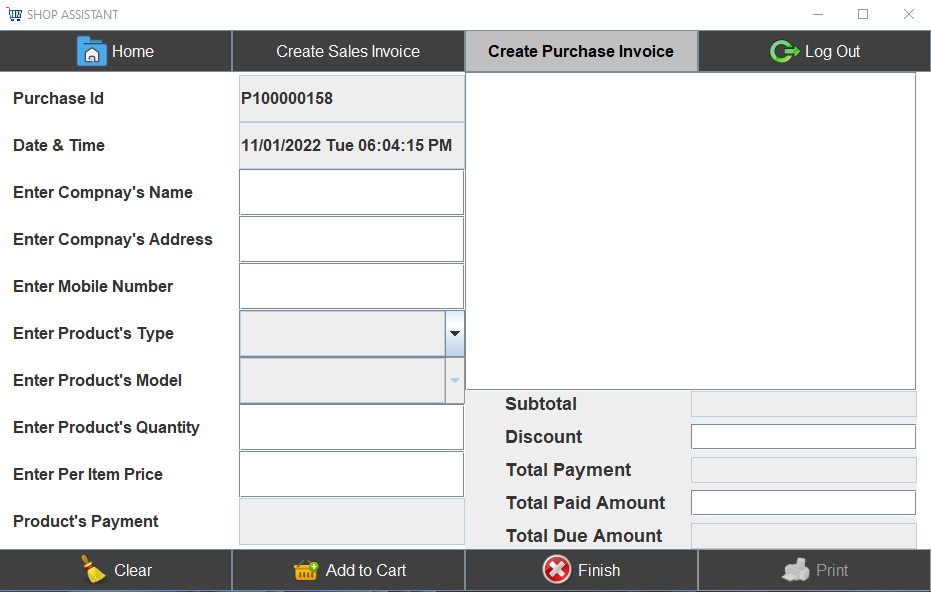 SHOP ASSISTANT
Home
Create Sales Invoice
Create Purchase Invoice
Log Out
Purchase Id
P100000158
Date & Time
11/01/2022 Tue 06:04:15 PM
Enter Compnay's Name
Enter Compnay's Address
Enter Mobile Number
Enter Product's Type
Enter Product's Model
Enter Product's Quantity
Enter Per Item Price
Product's Payment
Subtotal
Discount
Total Payment
Total Paid Amount
Total Due Amount
Clear
Add to Cart
Finish
Print